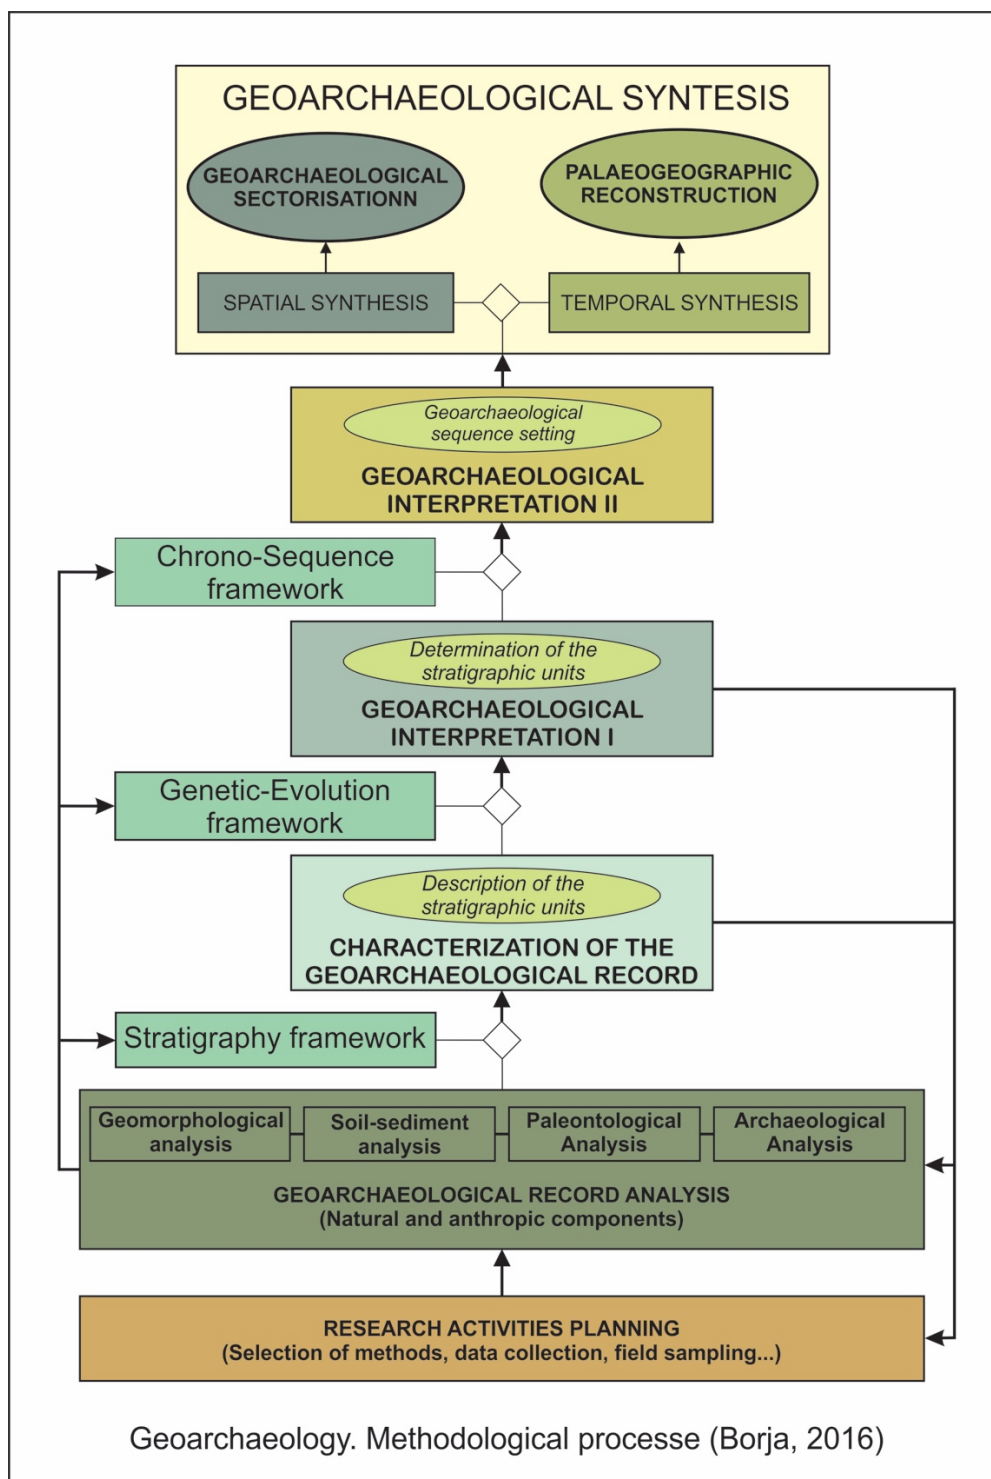 GEOARCHAEOLOGICAL SYNTESIS
GEOARCHAEOLOGICAL
SECTORISATIONN
PALAEOGEOGRAPHIC
RECONSTRUCTION
SPATIAL SYNTHESIS
TEMPORAL SYNTHESIS
Geoarchaeological
sequence setting
GEOARCHAEOLOGICAL
INTERPRETATION II
Chrono-Sequence
framework
Determination of the
stratigraphic units
GEOARCHAEOLOGICAL
INTERPRETATION I
Genetic-Evolution
framework
Description of the
stratigraphic units
CHARACTERIZATION OF THE
GEOARCHAEOLOGICAL RECORD
Stratigraphy framework
Geomorphological
analysis
Soil-sediment
analysis
Paleontological
Analysis
Archaeological
Analysis
GEOARCHAEOLOGICAL RECORD ANALYSIS
(Natural and anthropic components)
RESEARCH ACTIVITIES PLANNING
(Selection of methods, data collection, field sampling...)
Geoarchaeology. Methodological processe (Borja, 2016)